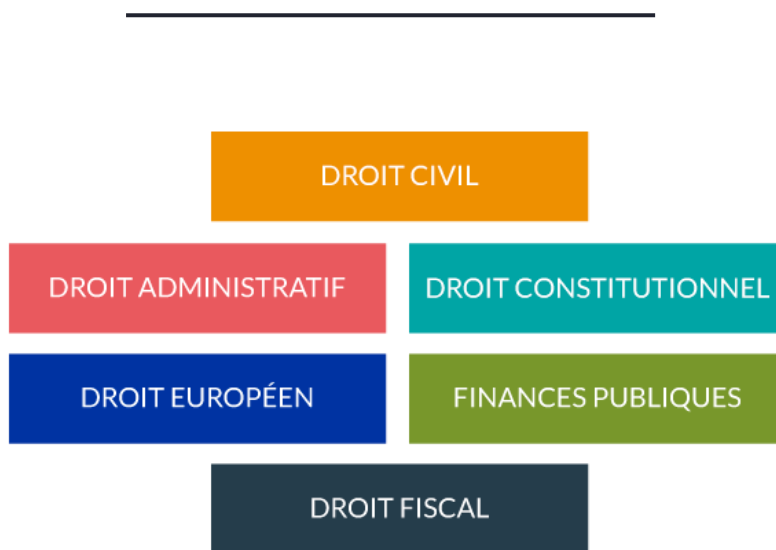 DROIT CIVIL
DROIT ADMINISTRATIF
DROIT CONSTITUTIONNEL
DROIT EUROPÉEN
FINANCES PUBLIQUES
DROIT FISCAL